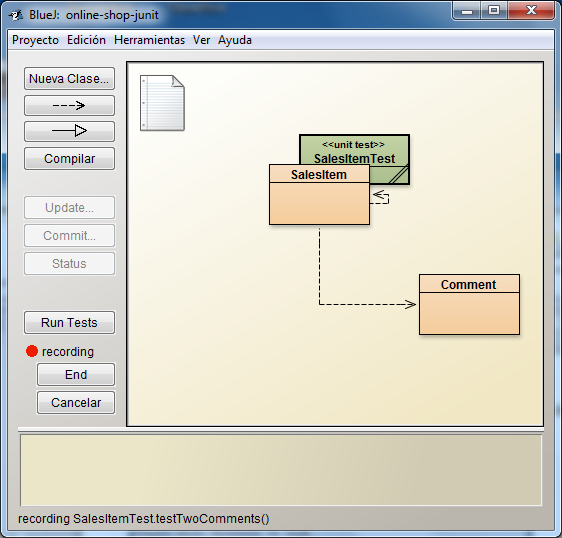 BlueJ: online-shop-junit
Proyecto Edición Herramientas Ver Ayuda
Nueva Clase...
Compilar
Update...
Commit...
Status
Run Tests
recording
End
Cancelar
<<unit test>>
SalesItemTest
SalesItem
Comment
recording SalesItemTest.testTwoComments()